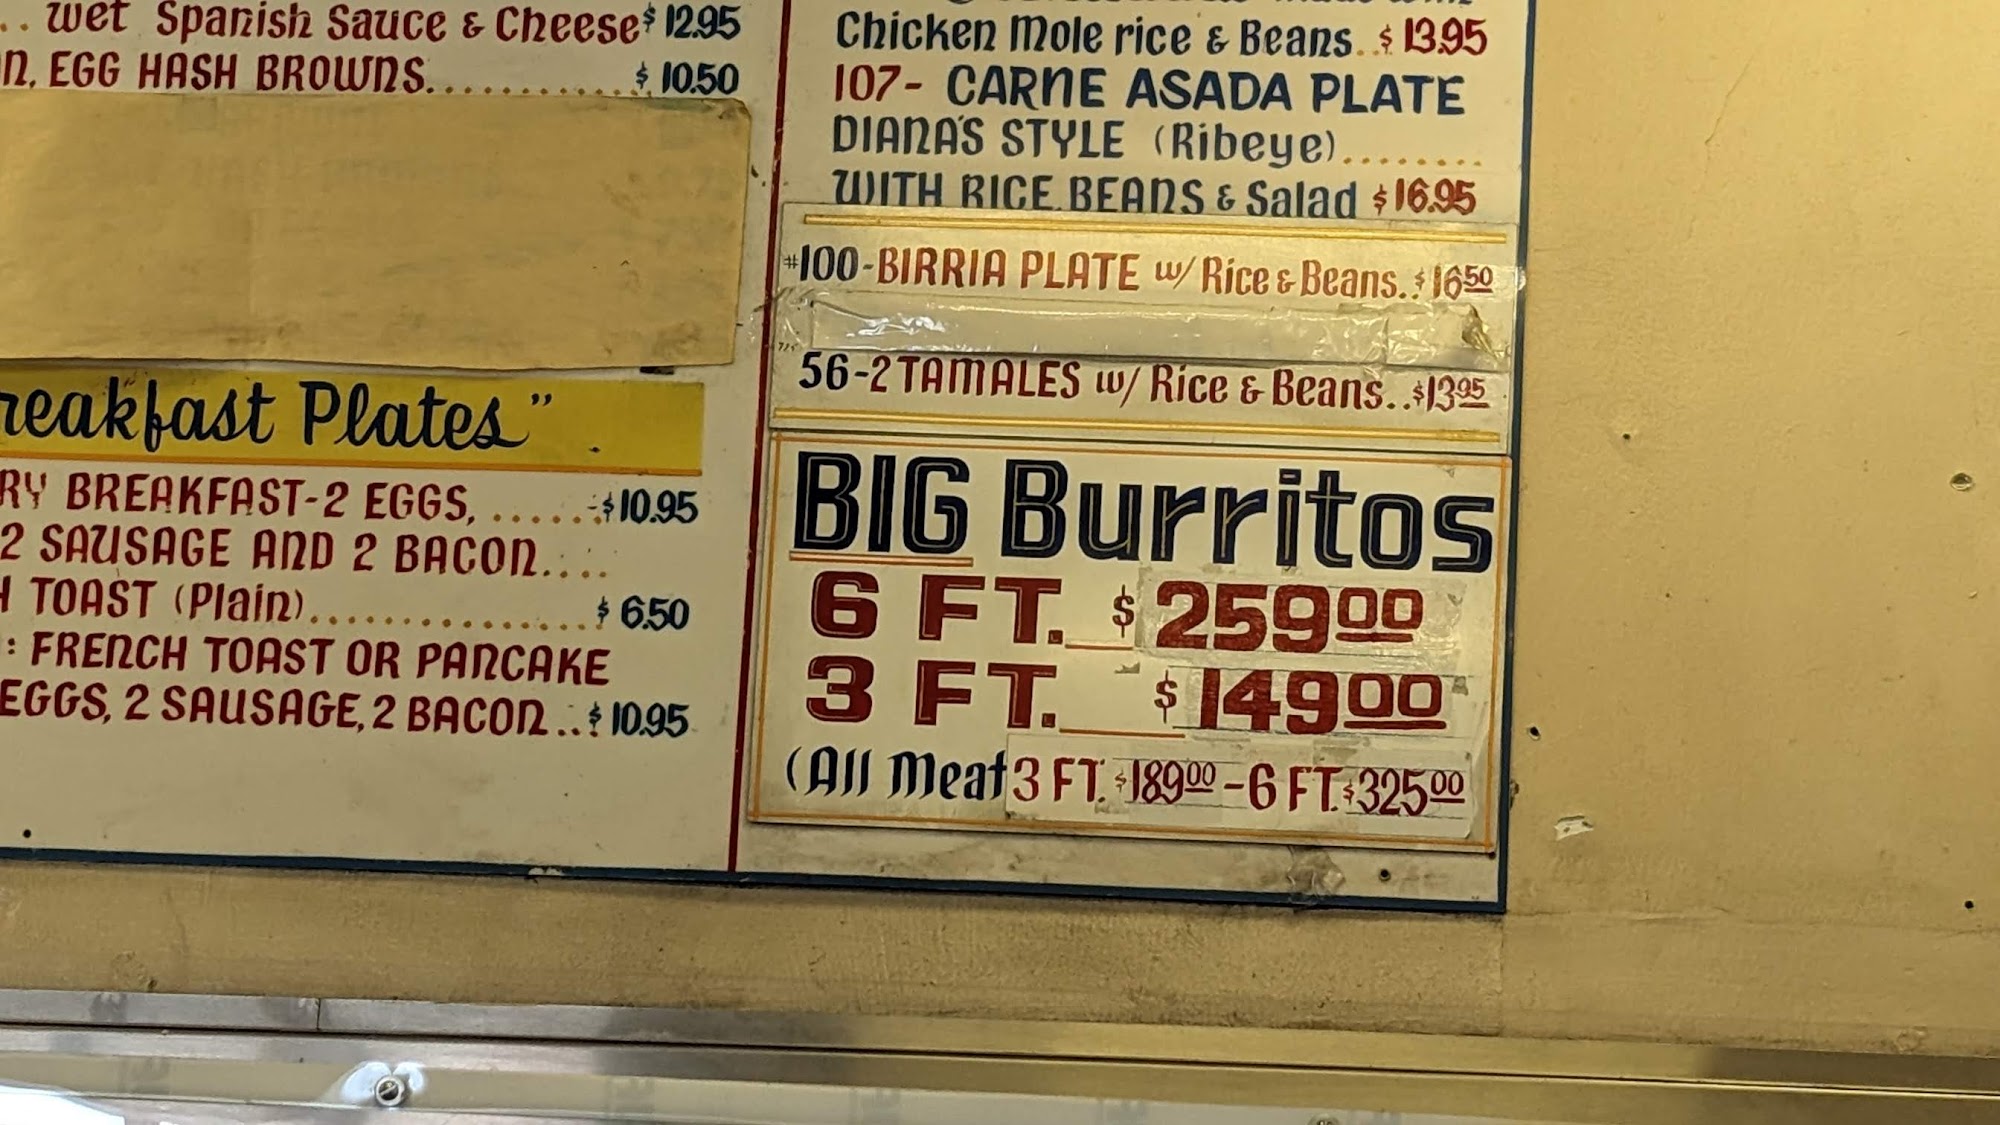 wet Spanish Sauce & Cheese $ 12.95
EGG HASH BROWNS............ $ 10.50
reakfast Plates"
RY BREAKFAST-2 EGGS, ......-$10.95
2 SAUSAGE AND 2 BACON....
H TOAST (Plain)................$ 6.50
: FRENCH TOAST OR PANCAKE
EGGS, 2 SAUSAGE, 2 BACON...$ 10.95
Chicken Mole rice & Beans..$ 13.95
107- CARNE ASADA PLATE
DIANA'S STYLE (Ribeye)........
WITH RICE, BEANS & Salad $16.95
#100-BIRRIA PLATE w/ Rice & Beans..$16.50
56-2 TAMALES w/ Rice & Beans...$13.95
BIG Burritos
6 FT. $259.00
3 FT. $149.00
(All Meat 3 FT. $189.00 - 6 FT. $325.00